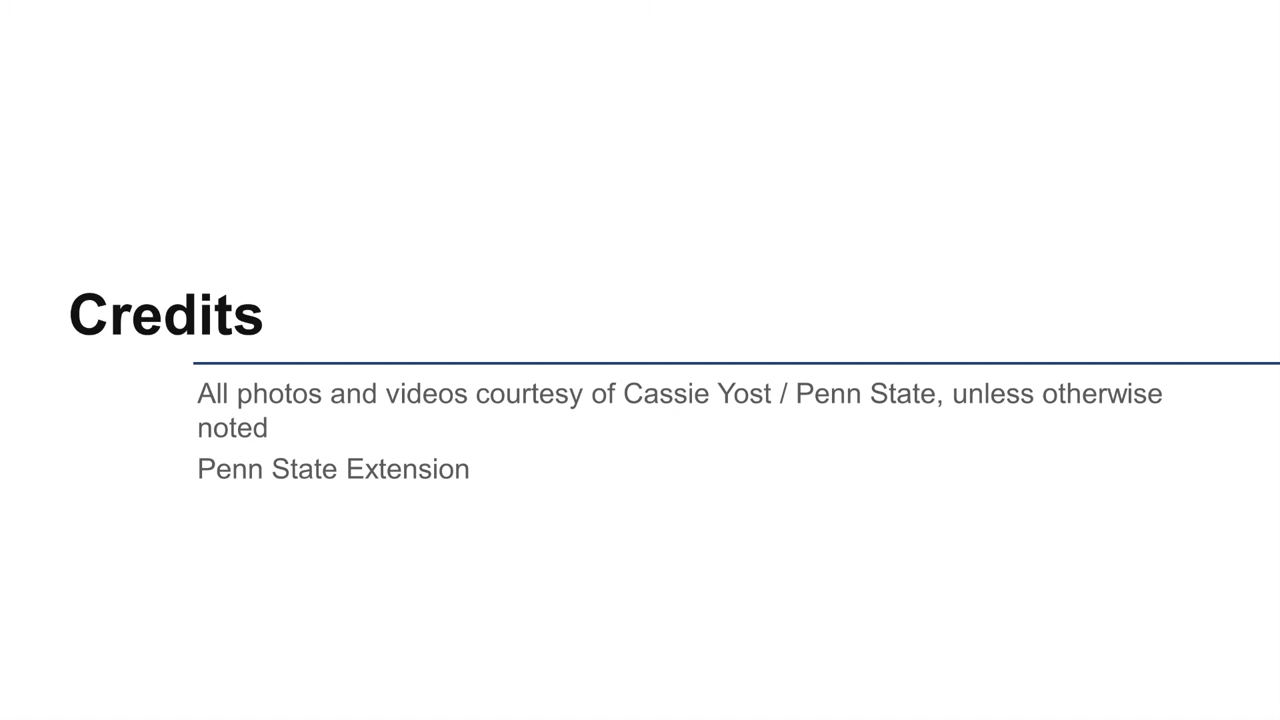 Credits
All photos and videos courtesy of Cassie Yost / Penn State, unless otherwise
noted
Penn State Extension